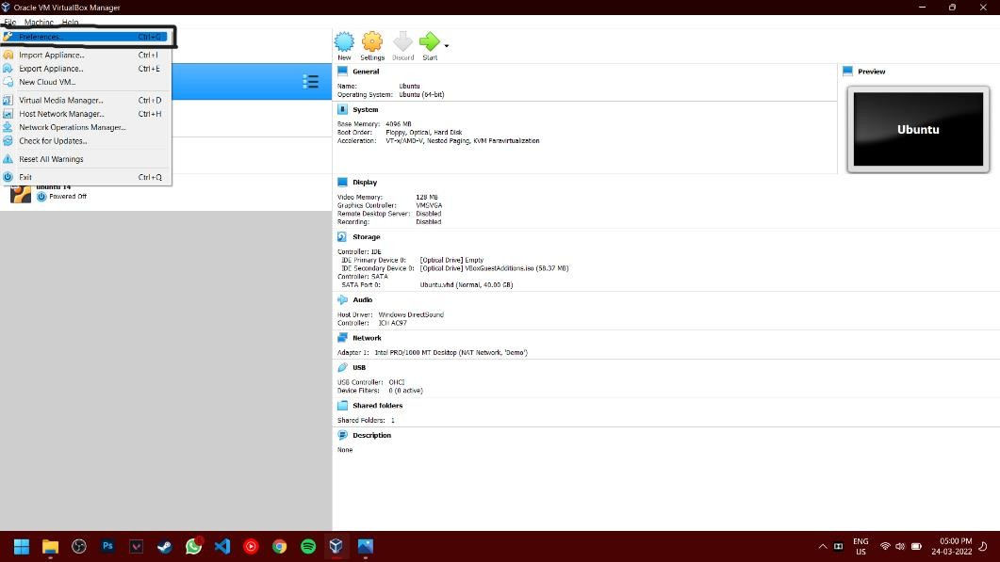 Oracle VM VirtualBox Manager
File Machine Help
Preferences... Ctrl+G
Import Appliance... Ctrl+I
Export Appliance... Ctrl+E
New Cloud VM...
Virtual Media Manager... Ctrl+D
Host Network Manager... Ctrl+H
Network Operations Manager...
Check for Updates...
Reset All Warnings
Exit Ctrl+Q
ubuntu 14
Powered Off
New Settings Discard Start
General
Name: Ubuntu
Operating System: Ubuntu (64-bit)
System
Base Memory: 4096 MB
Boot Order: Floppy, Optical, Hard Disk
Acceleration: VT-x/AMD-V, Nested Paging, KVM Paravirtualization
Preview
Ubuntu
Display
Video Memory: 128 MB
Graphics Controller: VMSVGA
Remote Desktop Server: Disabled
Recording: Disabled
Storage
Controller: IDE
IDE Primary Device 0: [Optical Drive] Empty
IDE Secondary Device 0: [Optical Drive] VBoxGuestAdditions.iso (58.37 MB)
Controller: SATA
SATA Port 0: Ubuntu.vhd (Normal, 40.00 GB)
Audio
Host Driver: Windows DirectSound
Controller: ICH AC97
Network
Adapter 1: Intel PRO/1000 MT Desktop (NAT Network, 'Demo')
USB
USB Controller: OHCI
Device Filters: 0 (0 active)
Shared folders
Shared Folders: 1
Description
None
Ps
ENG
US
05:00 PM
24-03-2022